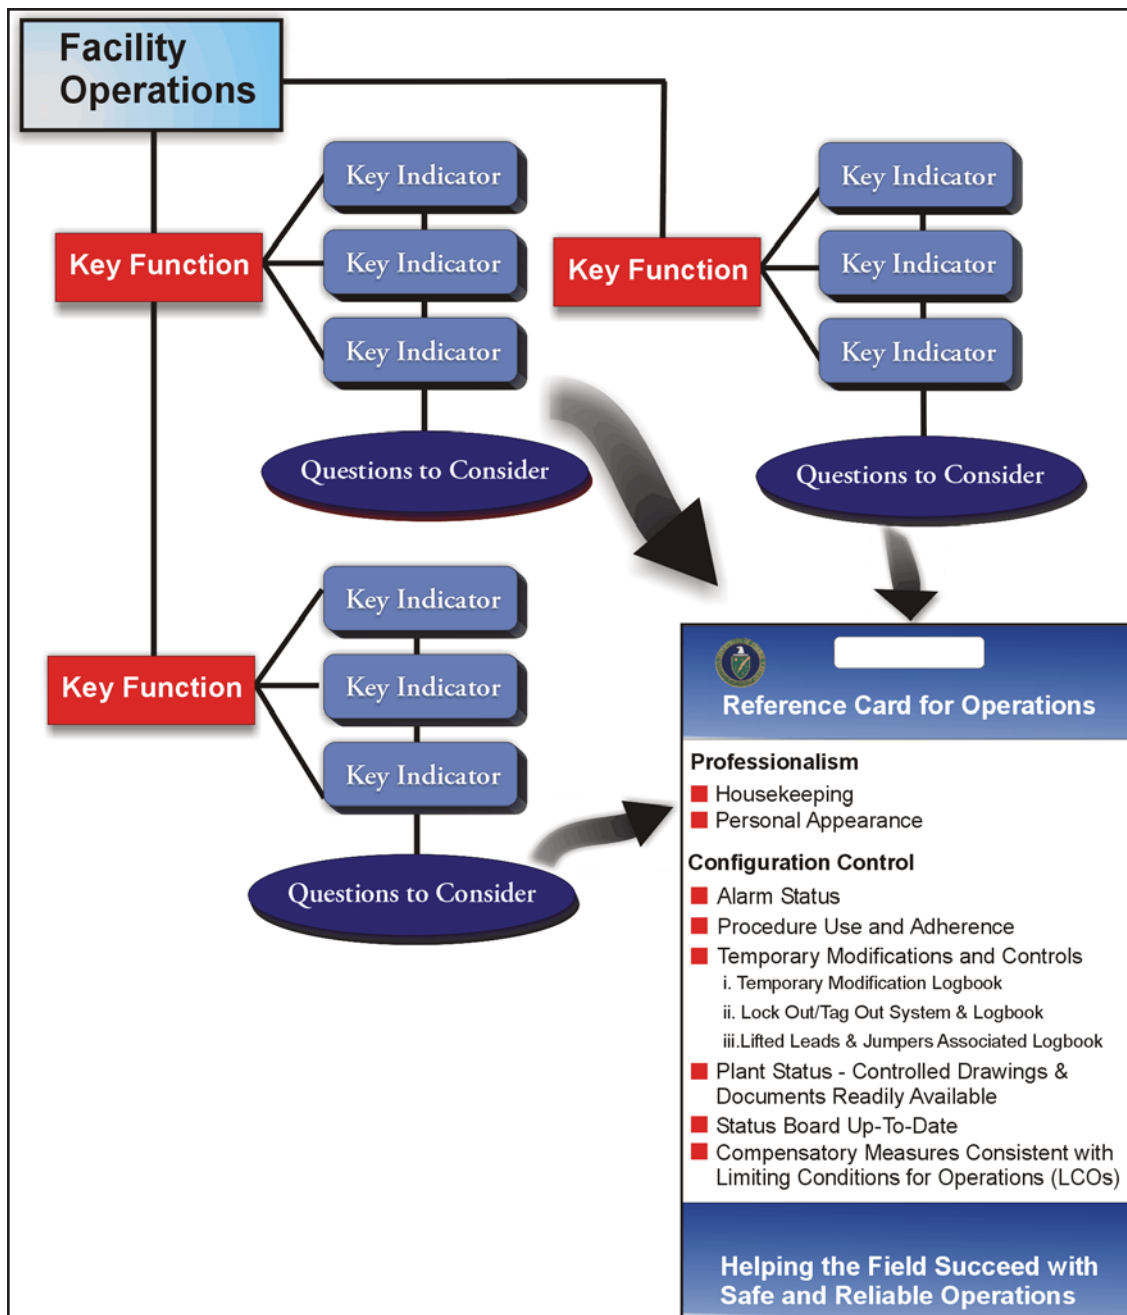 Facility
Operations
Key Indicator
Key Function
Key Indicator
Key Indicator
Questions to Consider
Key Indicator
Key Function
Key Indicator
Key Indicator
Questions to Consider
Key Indicator
Key Function
Key Indicator
Key Indicator
Questions to Consider
Reference Card for Operations
Professionalism
Housekeeping
Personal Appearance
Configuration Control
Alarm Status
Procedure Use and Adherence
Temporary Modifications and Controls
i. Temporary Modification Logbook
ii. Lock Out/Tag Out System & Logbook
iii.Lifted Leads & Jumpers Associated Logbook
Plant Status - Controlled Drawings &
Documents Readily Available
Status Board Up-To-Date
Compensatory Measures Consistent with
Limiting Conditions for Operations (LCOs)
Helping the Field Succeed with
Safe and Reliable Operations